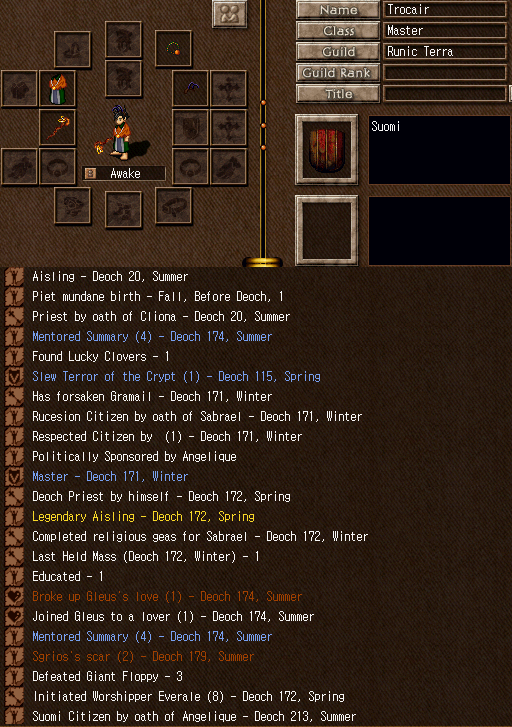 Name
Trocair
Class
Master
Guild
Runic Terra
Guild Rank
Title
Suomi
Awake
Aisling - Deoch 20, Summer
Piet mundane birth - Fall, Before Deoch, 1
Priest by oath of Cliona - Deoch 20, Summer
Mentored Summary (4) - Deoch 174, Summer
Found Lucky Clovers - 1
Slew Terror of the Crypt (1) - Deoch 115, Spring
Has forsaken Gramail - Deoch 171, Winter
Rucesion Citizen by oath of Sabrael - Deoch 171, Winter
Respected Citizen by  (1) - Deoch 171, Winter
Politically Sponsored by Angelique
Master - Deoch 171, Winter
Deoch Priest by himself - Deoch 172, Spring
Legendary Aisling - Deoch 172, Spring
Completed religious geas for Sabrael - Deoch 172, Winter
Last Held Mass (Deoch 172, Winter) - 1
Educated - 1
Broke up Gleus's love (1) - Deoch 174, Summer
Joined Gleus to a lover (1) - Deoch 174, Summer
Mentored Summary (4) - Deoch 174, Summer
Sgrios's scar (2) - Deoch 179, Summer
Defeated Giant Floppy - 3
Initiated Worshipper Everale (8) - Deoch 172, Spring
Suomi Citizen by oath of Angelique - Deoch 213, Summer